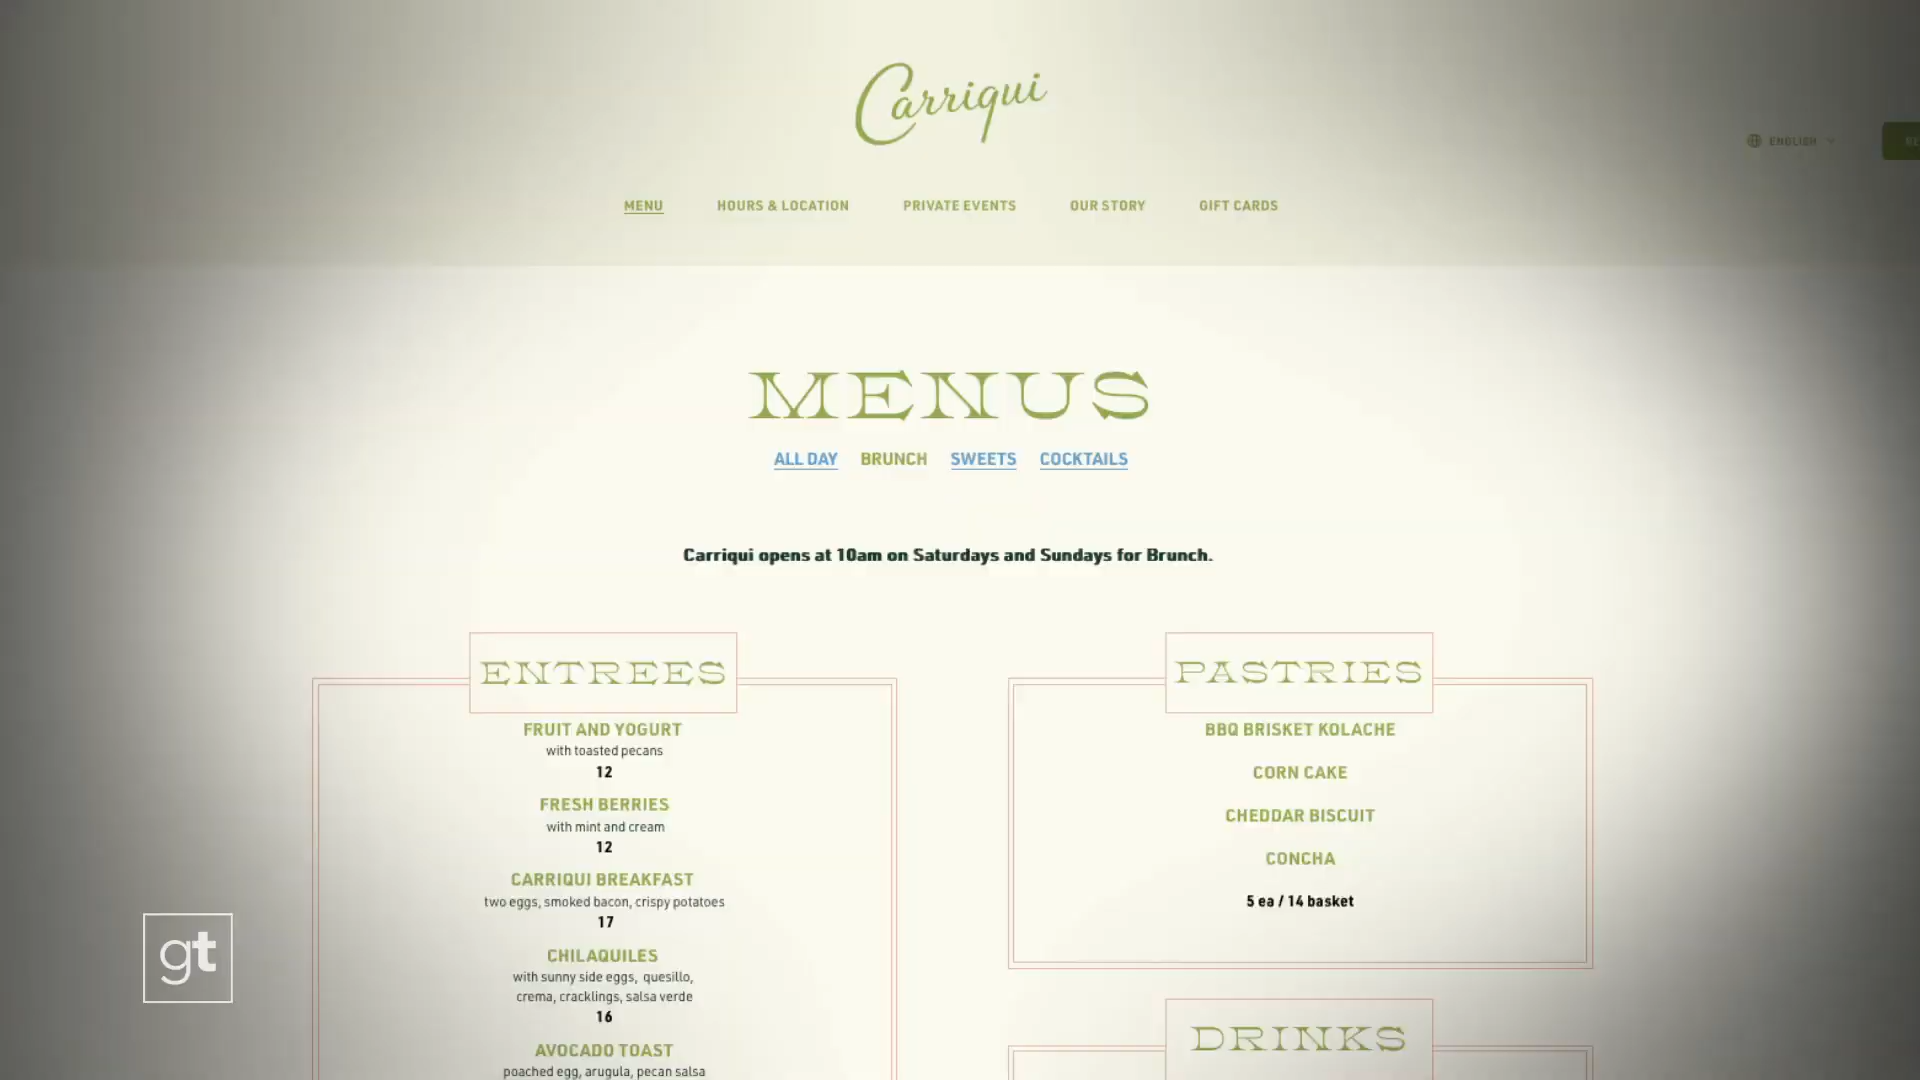 Carriqui
ENGLISH
RE
MENU
HOURS & LOCATION
PRIVATE EVENTS
OUR STORY
GIFT CARDS
MENUS
ALL DAY
BRUNCH
SWEETS
COCKTAILS
Carriqui opens at 10am on Saturdays and Sundays for Brunch.
ENTREES
FRUIT AND YOGURT
with toasted pecans
12
FRESH BERRIES
with mint and cream
12
CARRIQUI BREAKFAST
two eggs, smoked bacon, crispy potatoes
17
CHILAQUILES
with sunny side eggs, quesillo,
crema, cracklings, salsa verde
16
AVOCADO TOAST
poached egg, arugula, pecan salsa
PASTRIES
BBQ BRISKET KOLACHE
CORN CAKE
CHEDDAR BISCUIT
CONCHA
5 ea / 14 basket
DRINKS
gt